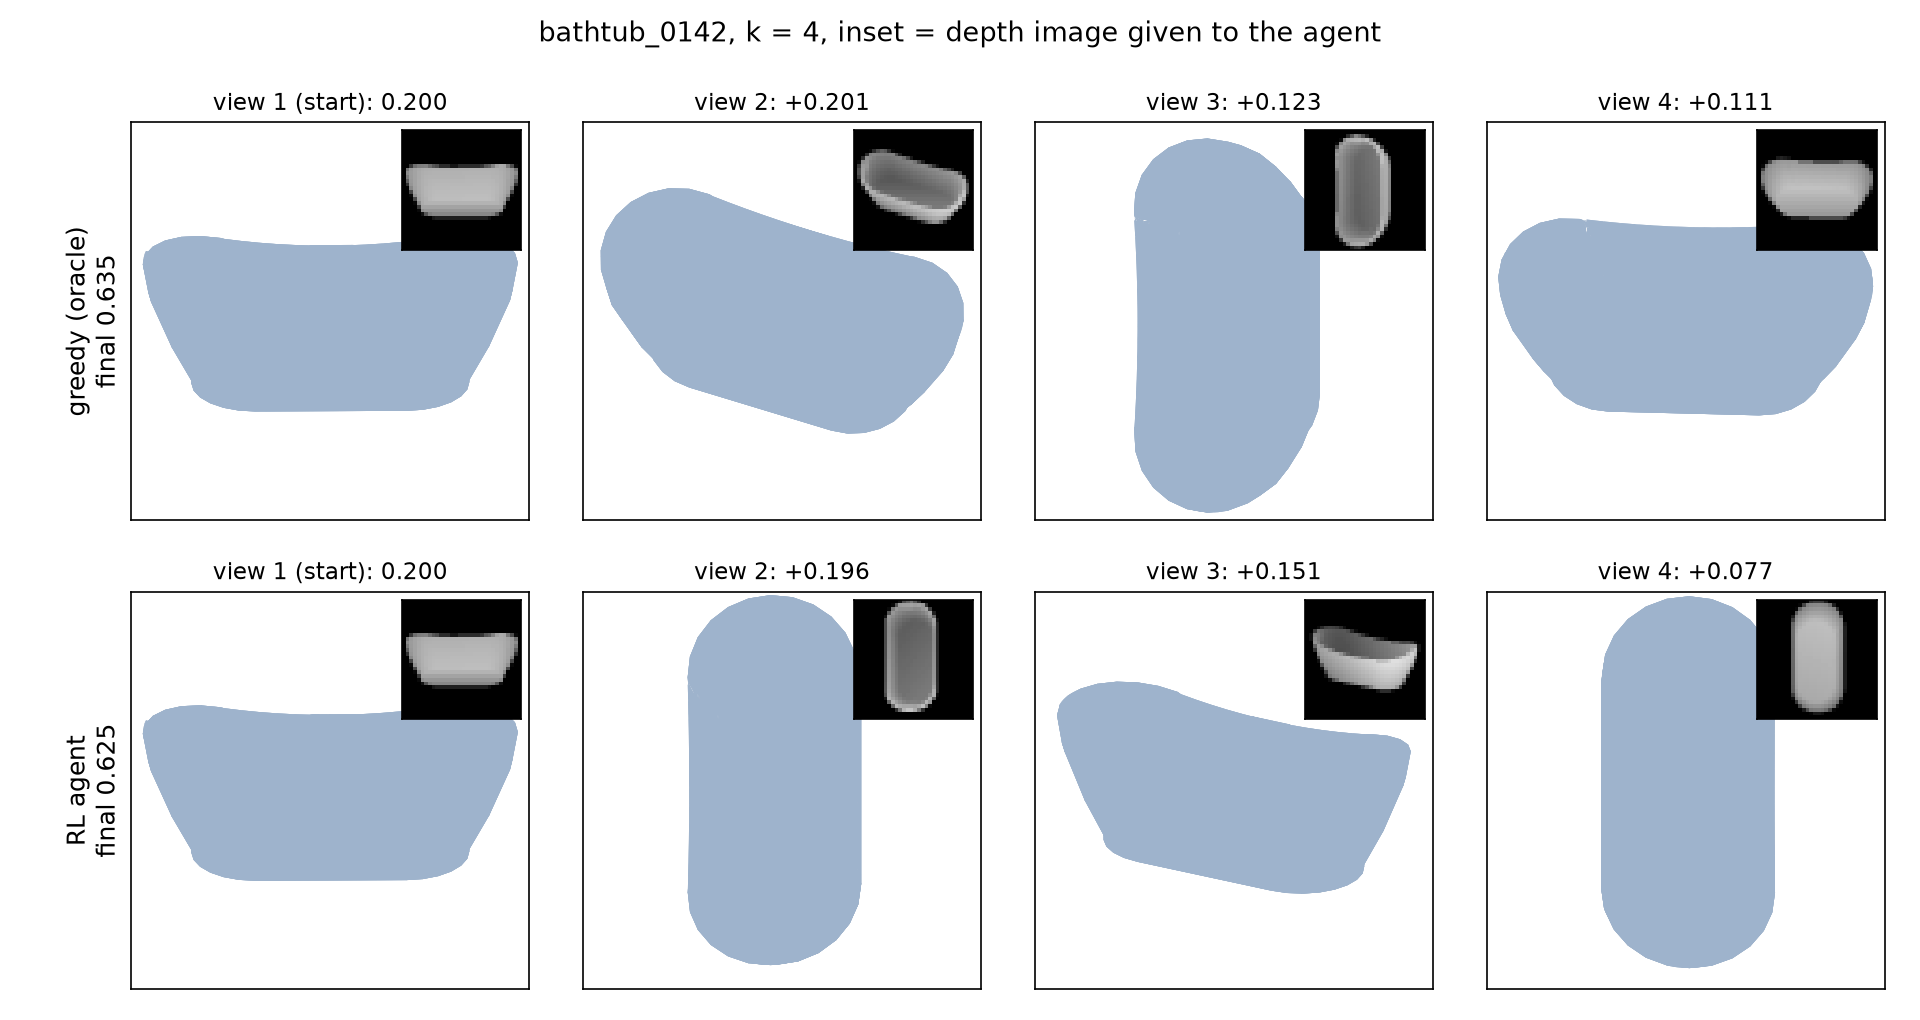 bathtub_0142, k = 4, inset = depth image given to the agent
greedy (oracle)
final 0.635
view 1 (start): 0.200
view 2: +0.201
view 3: +0.123
view 4: +0.111
RL agent
final 0.625
view 1 (start): 0.200
view 2: +0.196
view 3: +0.151
view 4: +0.077